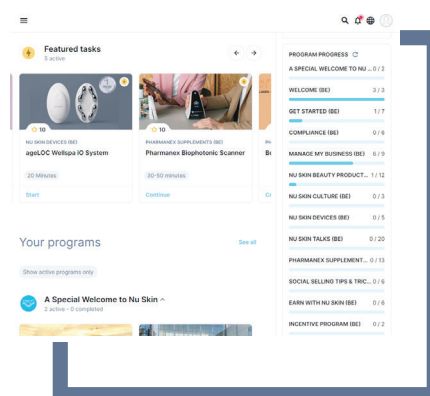 Featured tasks
5 active
10
NU SKIN DEVICES (BE)
ageLOC Wellspa iO System
20 Minutes
Start
10
PHARMANEX SUPPLEMENTS (BE)
Pharmanex Biophotonic Scanner
30-50 minutes
Continue
Your programs
See all
Show active programs only
A Special Welcome to Nu Skin
2 active - 0 completed
PROGRAM PROGRESS
A SPECIAL WELCOME TO NU ... 0 / 2
WELCOME (BE) 3 / 3
GET STARTED (BE) 1 / 7
COMPLIANCE (BE) 0 / 6
MANAGE MY BUSINESS (BE) 6 / 9
NU SKIN BEAUTY PRODUCT... 1 / 12
NU SKIN CULTURE (BE) 0 / 3
NU SKIN DEVICES (BE) 0 / 5
NU SKIN TALKS (BE) 0 / 20
PHARMANEX SUPPLEMENT... 0 / 13
SOCIAL SELLING TIPS & TRIC... 0 / 6
EARN WITH NU SKIN (BE) 0 / 6
INCENTIVE PROGRAM (BE) 0 / 2